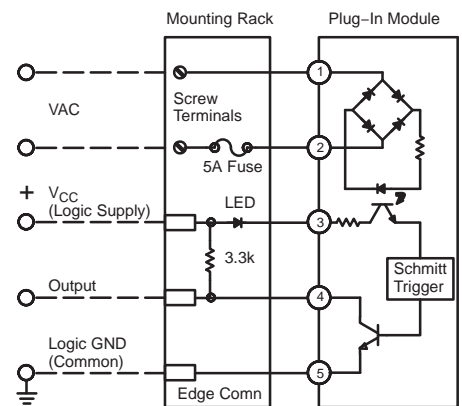 Mounting Rack
Plug−In Module
1
VAC
Screw
Terminals
2
5A Fuse
+
VCC
(Logic Supply)
LED
3
3.3k
Schmitt
Trigger
Output
4
Logic GND
(Common)
5
Edge Comn